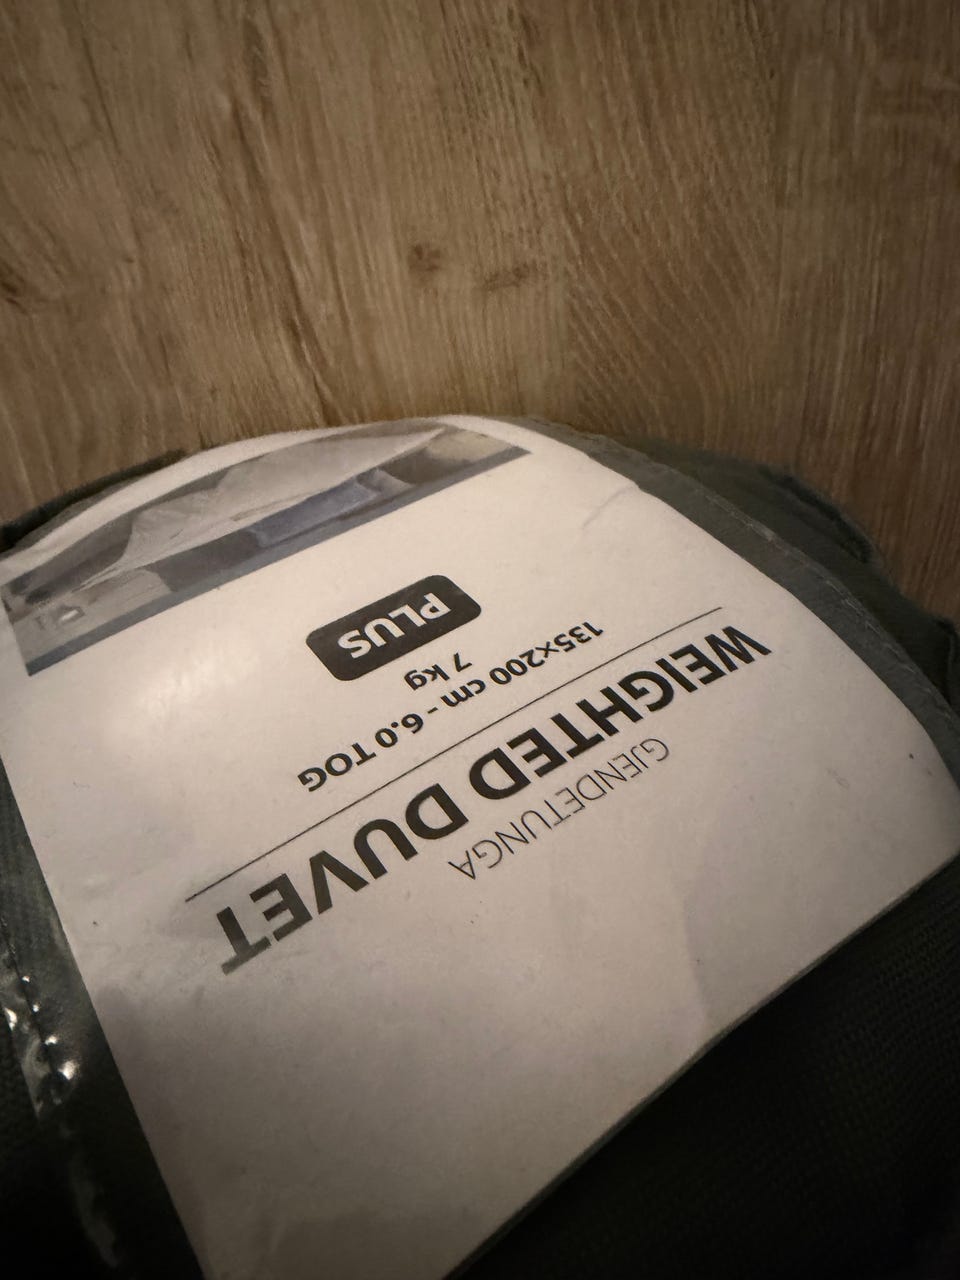 GJENDETUNGA
WEIGHTED DUVET
135x200 cm - 6.0 TOG
7 kg
PLUS